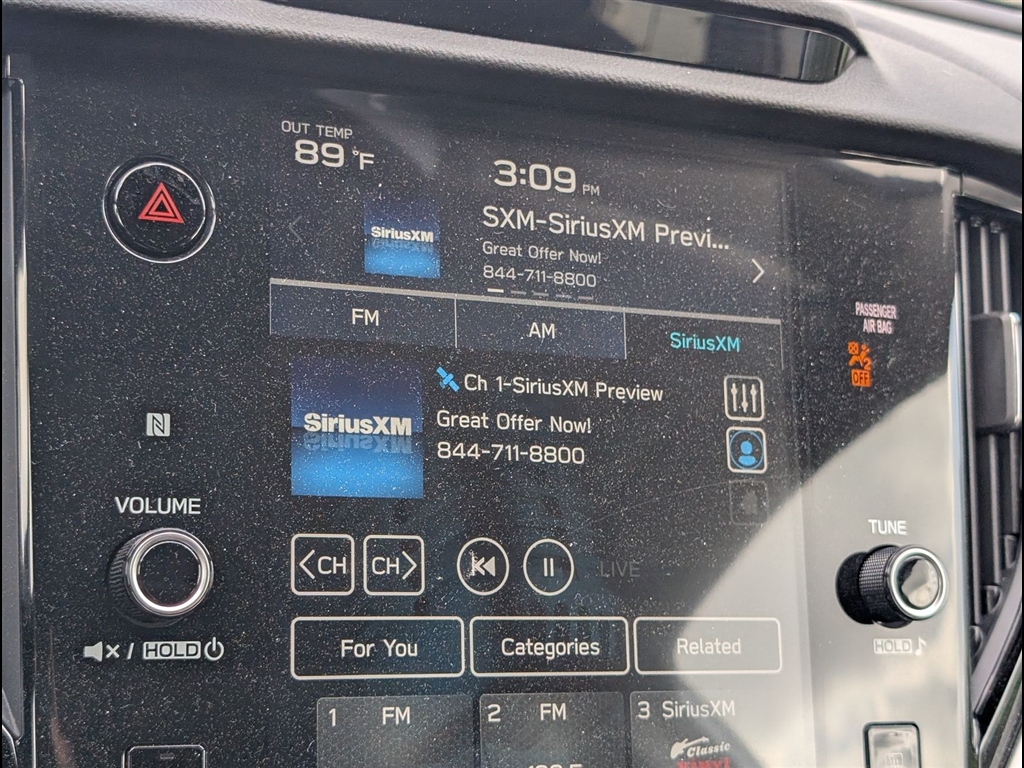 OUT TEMP
89 °F
3:09 PM
SiriusXM
SXM-SiriusXM Previ...
Great Offer Now!
844-711-8800
FM
AM
SiriusXM
PASSENGER
AIR BAG
OFF
SiriusXM
Ch 1-SiriusXM Preview
Great Offer Now!
844-711-8800
N
VOLUME
TUNE
<CH
CH>
LIVE
/ HOLD
HOLD
For You
Categories
Related
1 FM
2 FM
3 SiriusXM
Classic